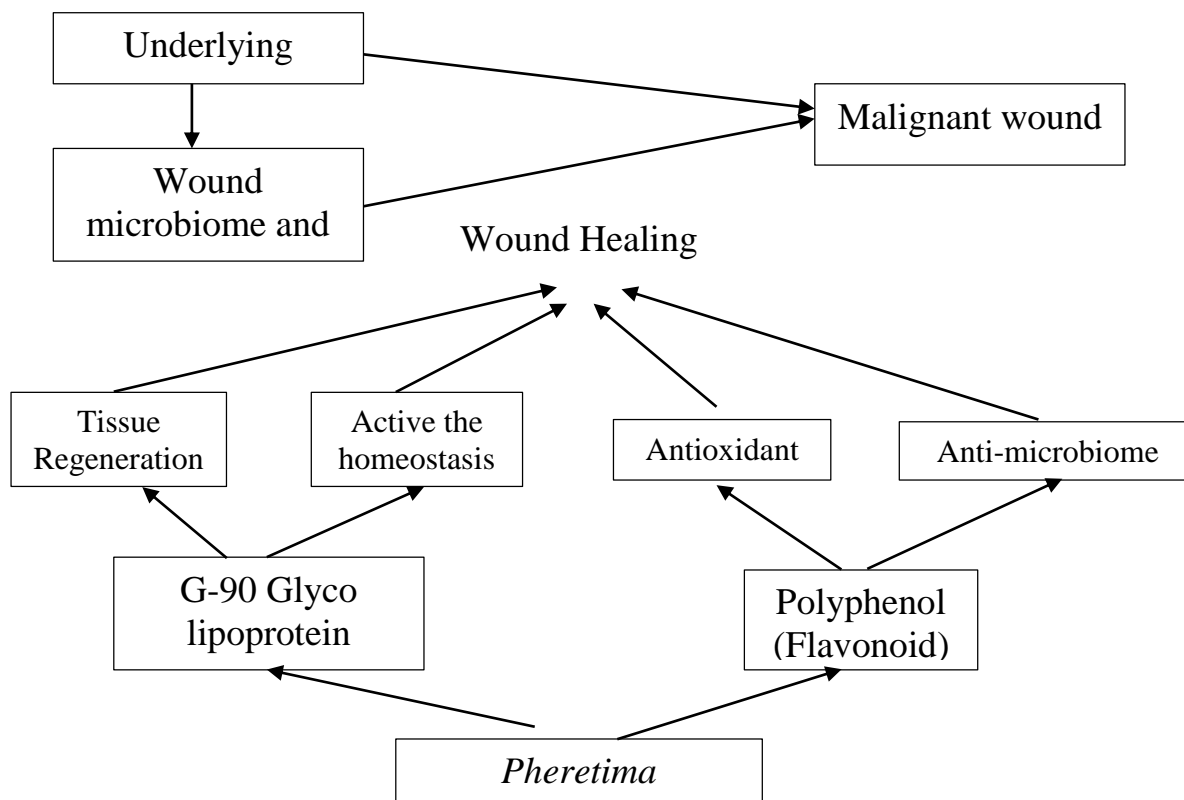 Underlying
Malignant wound
Wound
microbiome and
Wound Healing
Tissue
Regeneration
Active the
homeostasis
Antioxidant
Anti-microbiome
G-90 Glyco
lipoprotein
Polyphenol
(Flavonoid)
Pheretima